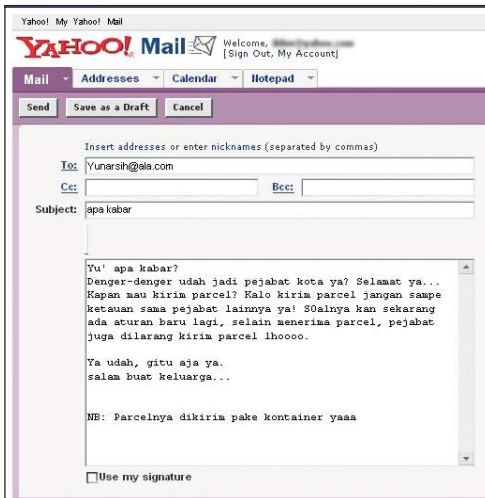 Yahoo! My Yahoo! Mail
YAHOO! Mail Welcome,
[Sign Out, My Account]
Mail Addresses Calendar Notepad
Send Save as a Draft Cancel
Insert addresses or enter nicknames (separated by commas)
To: Yunarsih@ala.com
Cc: Bcc:
Subject: apa kabar
Yu' apa kabar?
Denger-denger udah jadi pejabat kota ya? Selamat ya...
Kapan mau kirim parcel? Kalo kirim parcel jangan sampe
ketauan sama pejabat lainnya ya! SOalnya kan sekarang
ada aturan baru lagi, selain menerima parcel, pejabat
juga dilarang kirim parcel lhoooo.
Ya udah, gitu aja ya.
salam buat keluarga...
NB: Parcelnya dikirim pake kontainer yaaa
Use my signature